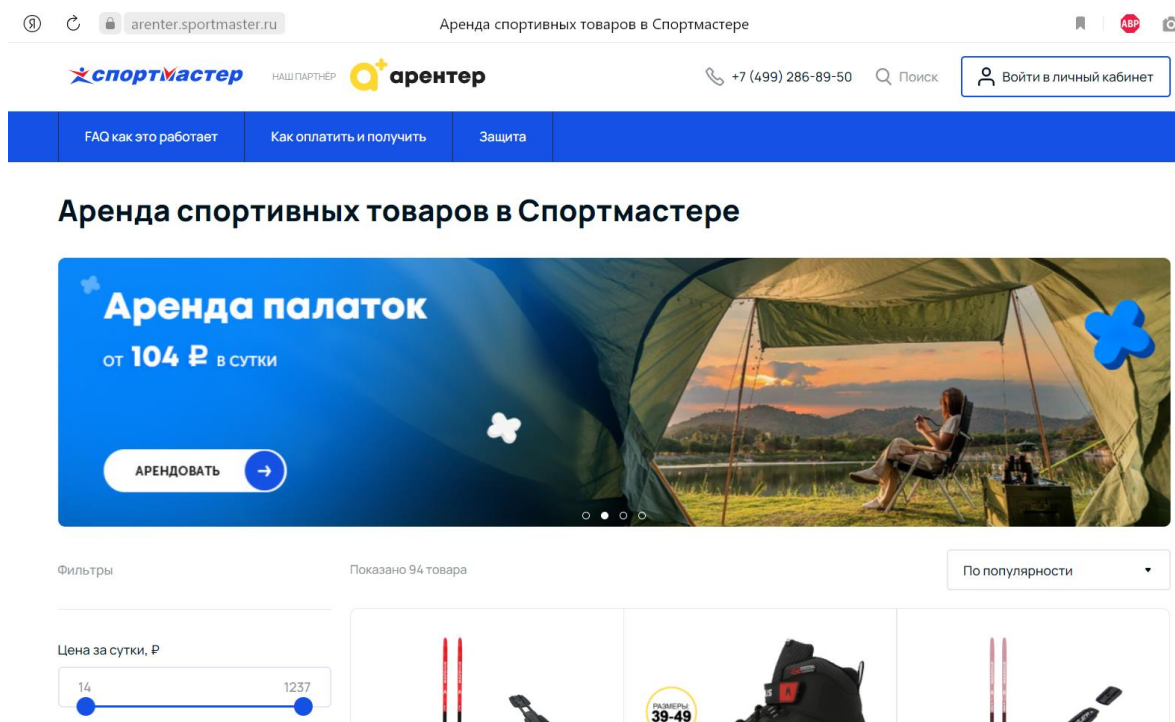 Я
arenter.sportmaster.ru
Аренда спортивных товаров в Спортмастере
ABP
спортмастер
НАШ ПАРТНЁР
a+ арентер
+7 (499) 286-89-50
Поиск
Войти в личный кабинет
FAQ как это работает
Как оплатить и получить
Защита
Аренда спортивных товаров в Спортмастере
Аренда палаток
от 104 ₽ в сутки
АРЕНДОВАТЬ
Фильтры
Показано 94 товара
По популярности
Цена за сутки, ₽
14
1237
РАЗМЕРЫ:
39-49